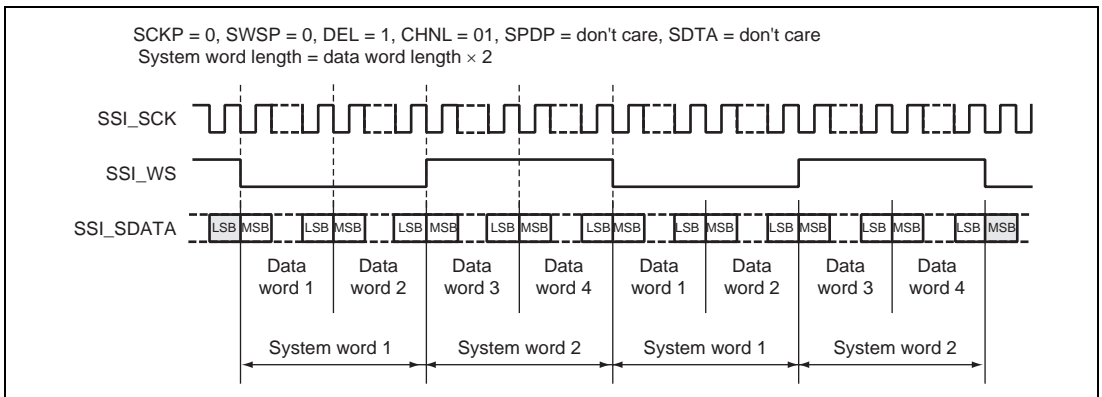 SCKP = 0, SWSP = 0, DEL = 1, CHNL = 01, SPDP = don't care, SDTA = don't care
System word length = data word length × 2
SSI_SCK
SSI_WS
SSI_SDATA
LSB MSB LSB MSB LSB MSB LSB MSB LSB MSB LSB MSB LSB MSB LSB MSB LSB MSB
Data word 1 Data word 2 Data word 3 Data word 4 Data word 1 Data word 2 Data word 3 Data word 4
System word 1 System word 2 System word 1 System word 2